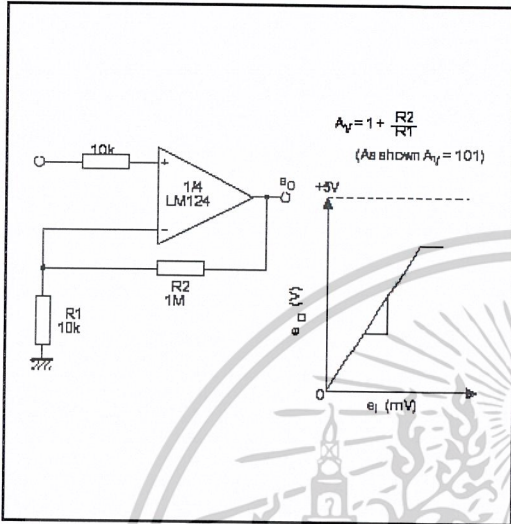 A_V = 1 + R2/R1
(As shown A_V = 101)
10k
+
1/4
LM124
-
e_O
R2
1M
R1
10k
+5V
e_O (V)
0
e_I (mV)